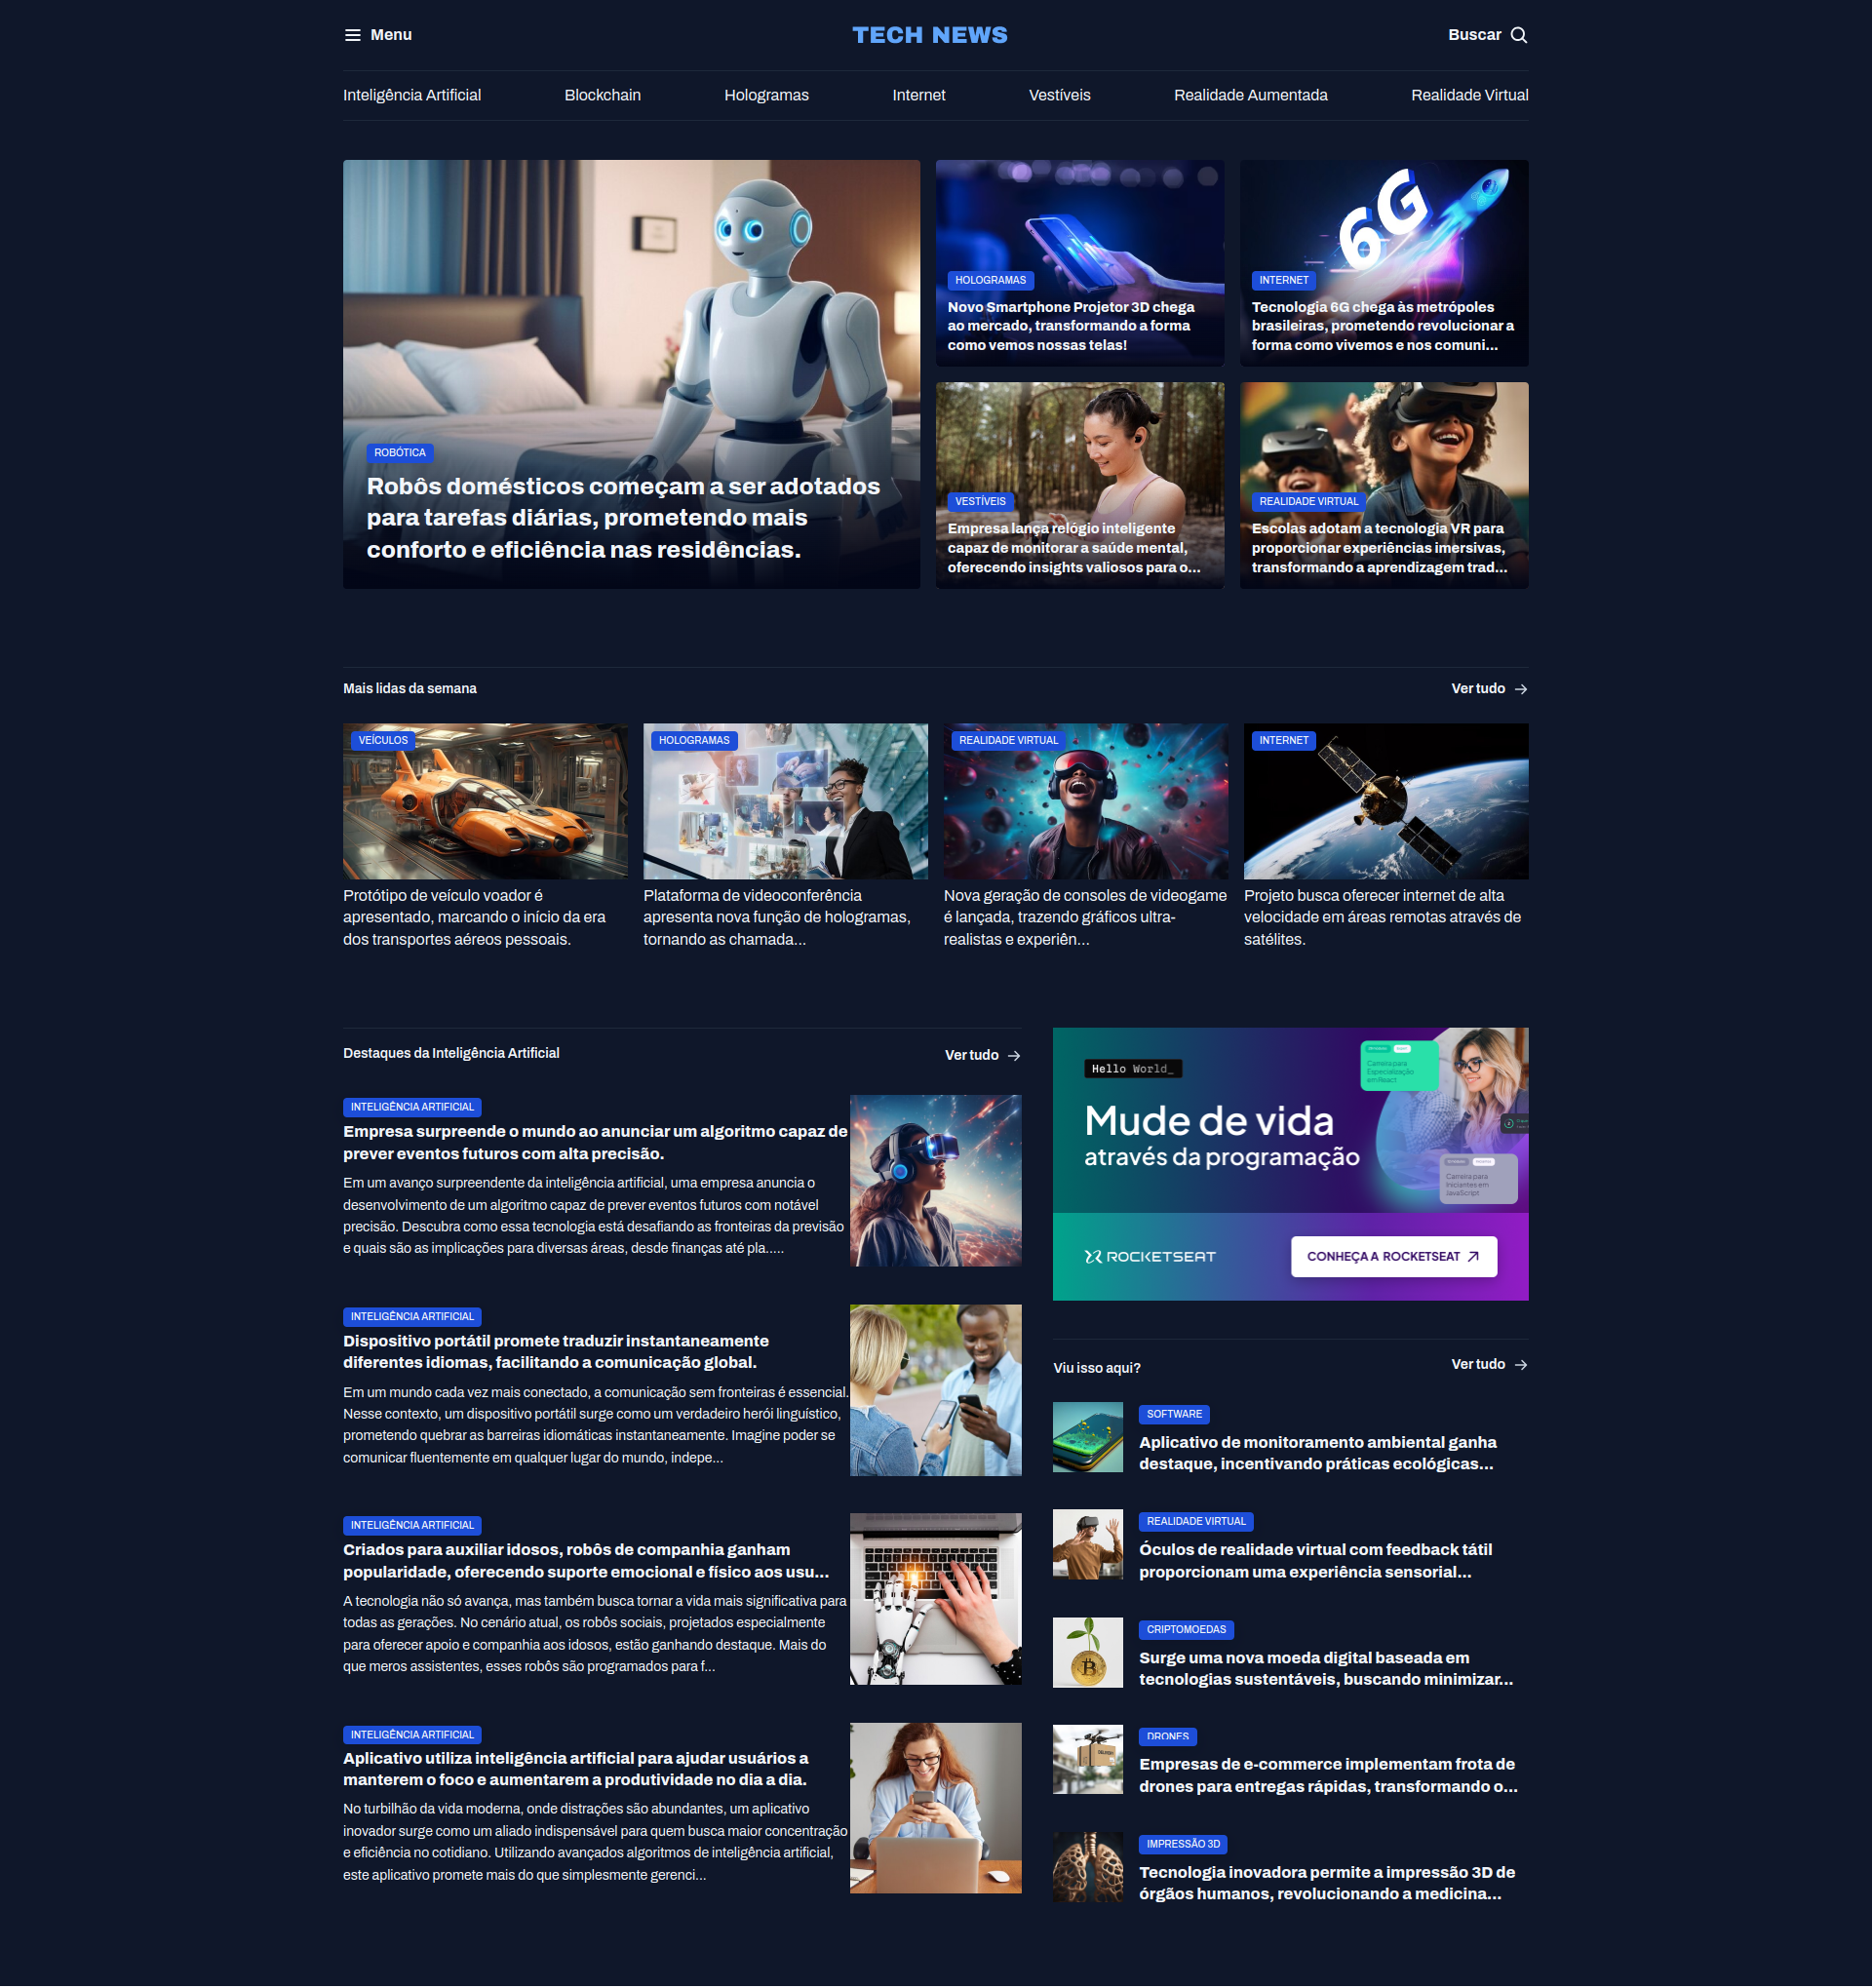 Menu
TECH NEWS
Buscar
Inteligência Artificial
Blockchain
Hologramas
Internet
Vestíveis
Realidade Aumentada
Realidade Virtual
ROBÓTICA
Robôs domésticos começam a ser adotados
para tarefas diárias, prometendo mais
conforto e eficiência nas residências.
HOLOGRAMAS
Novo Smartphone Projetor 3D chega
ao mercado, transformando a forma
como vemos nossas telas!
6G
INTERNET
Tecnologia 6G chega às metrópoles
brasileiras, prometendo revolucionar a
forma como vivemos e nos comuni...
VESTÍVEIS
Empresa lança relógio inteligente
capaz de monitorar a saúde mental,
oferecendo insights valiosos para o...
REALIDADE VIRTUAL
Escolas adotam a tecnologia VR para
proporcionar experiências imersivas,
transformando a aprendizagem trad...
Mais lidas da semana
Ver tudo
VEÍCULOS
Protótipo de veículo voador é
apresentado, marcando o início da era
dos transportes aéreos pessoais.
HOLOGRAMAS
Plataforma de videoconferência
apresenta nova função de hologramas,
tornando as chamada...
REALIDADE VIRTUAL
Nova geração de consoles de videogame
é lançada, trazendo gráficos ultra-
realistas e experiên...
INTERNET
Projeto busca oferecer internet de alta
velocidade em áreas remotas através de
satélites.
Destaques da Inteligência Artificial
Ver tudo
INTELIGÊNCIA ARTIFICIAL
Empresa surpreende o mundo ao anunciar um algoritmo capaz de
prever eventos futuros com alta precisão.
Em um avanço surpreendente da inteligência artificial, uma empresa anuncia o
desenvolvimento de um algoritmo capaz de prever eventos futuros com notável
precisão. Descubra como essa tecnologia está desafiando as fronteiras da previsão
e quais são as implicações para diversas áreas, desde finanças até pla.....
INTELIGÊNCIA ARTIFICIAL
Dispositivo portátil promete traduzir instantaneamente
diferentes idiomas, facilitando a comunicação global.
Em um mundo cada vez mais conectado, a comunicação sem fronteiras é essencial.
Nesse contexto, um dispositivo portátil surge como um verdadeiro herói linguístico,
prometendo quebrar as barreiras idiomáticas instantaneamente. Imagine poder se
comunicar fluentemente em qualquer lugar do mundo, indepe...
INTELIGÊNCIA ARTIFICIAL
Criados para auxiliar idosos, robôs de companhia ganham
popularidade, oferecendo suporte emocional e físico aos usu...
A tecnologia não só avança, mas também busca tornar a vida mais significativa para
todas as gerações. No cenário atual, os robôs sociais, projetados especialmente
para oferecer apoio e companhia aos idosos, estão ganhando destaque. Mais do
que meros assistentes, esses robôs são programados para f...
INTELIGÊNCIA ARTIFICIAL
Aplicativo utiliza inteligência artificial para ajudar usuários a
manterem o foco e aumentarem a produtividade no dia a dia.
No turbilhão da vida moderna, onde distrações são abundantes, um aplicativo
inovador surge como um aliado indispensável para quem busca maior concentração
e eficiência no cotidiano. Utilizando avançados algoritmos de inteligência artificial,
este aplicativo promete mais do que simplesmente gerenci...
Hello World_
Mude de vida
através da programação
Carreira para
Especialização
em React
Carreira para
Iniciantes em
JavaScript
ROCKETSEAT
CONHEÇA A ROCKETSEAT
Viu isso aqui?
Ver tudo
SOFTWARE
Aplicativo de monitoramento ambiental ganha
destaque, incentivando práticas ecológicas...
REALIDADE VIRTUAL
Óculos de realidade virtual com feedback tátil
proporcionam uma experiência sensorial...
CRIPTOMOEDAS
Surge uma nova moeda digital baseada em
tecnologias sustentáveis, buscando minimizar...
DRONES
Empresas de e-commerce implementam frota de
drones para entregas rápidas, transformando o...
IMPRESSÃO 3D
Tecnologia inovadora permite a impressão 3D de
órgãos humanos, revolucionando a medicina...